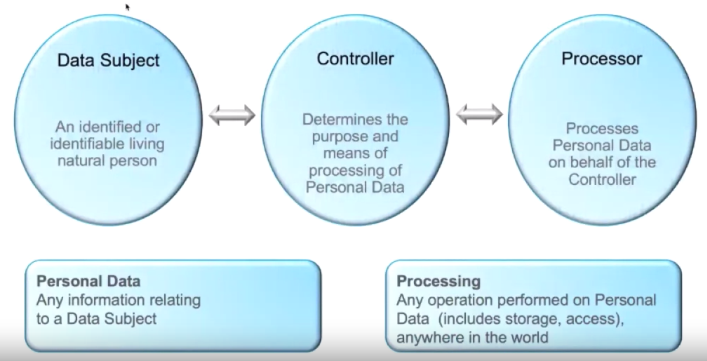 Data Subject
An identified or
identifiable living
natural person
Controller
Determines the
purpose and
means of
processing of
Personal Data
Processor
Processes
Personal Data
on behalf of the
Controller
Personal Data
Any information relating
to a Data Subject
Processing
Any operation performed on Personal
Data (includes storage, access),
anywhere in the world